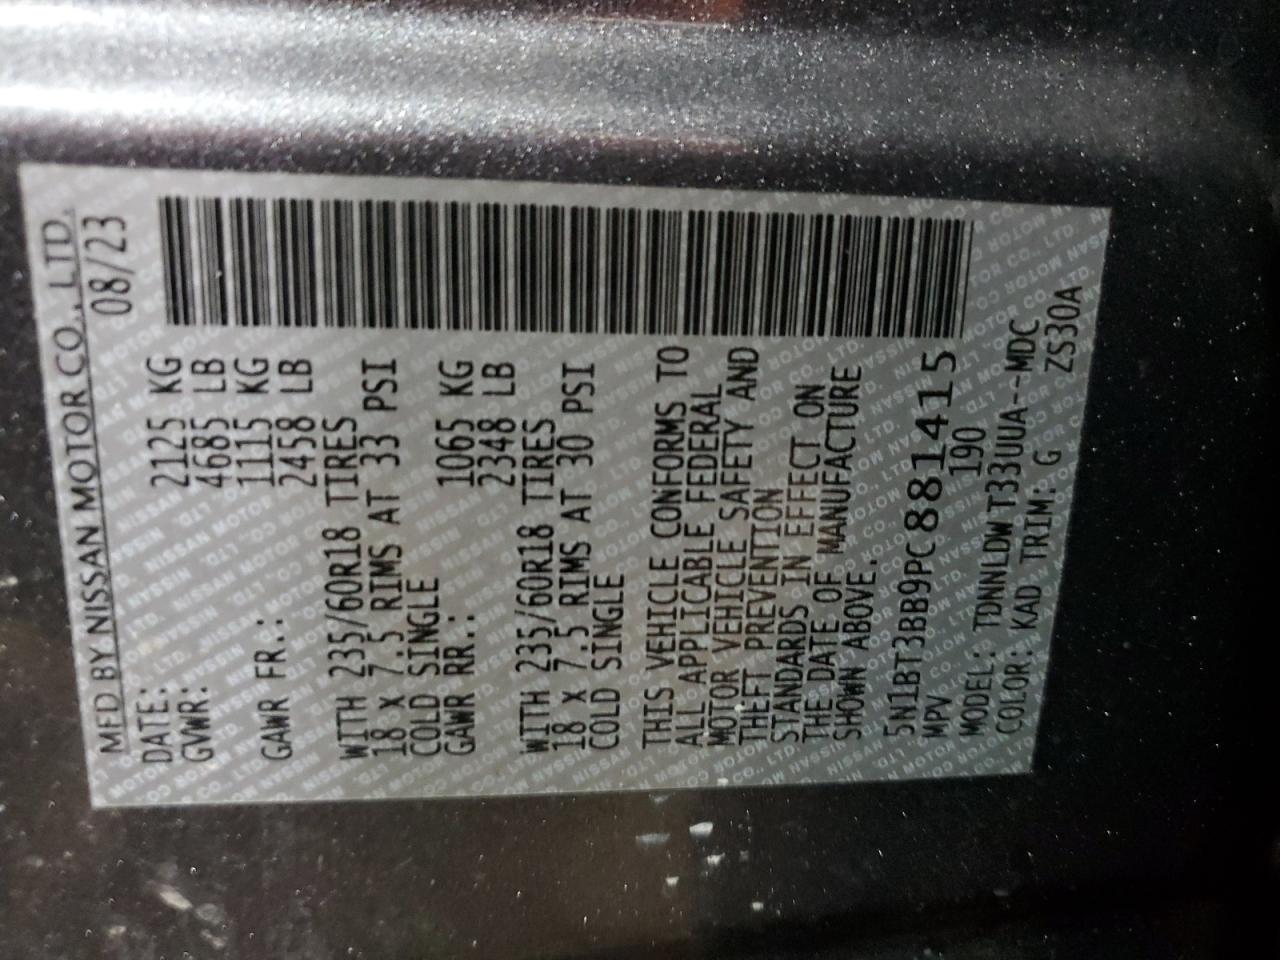 MFD BY NISSAN MOTOR CO., LTD.
DATE: 08/23
GVWR: 2125 KG
4685 LB
GAWR FR.: 1115 KG
2458 LB
WITH 235/60R18 TIRES
18 X 7.5 RIMS AT 33 PSI
COLD SINGLE
GAWR RR.: 1065 KG
2348 LB
WITH 235/60R18 TIRES
18 X 7.5 RIMS AT 30 PSI
COLD SINGLE
THIS VEHICLE CONFORMS TO
ALL APPLICABLE FEDERAL
MOTOR VEHICLE SAFETY AND
THEFT PREVENTION
STANDARDS IN EFFECT ON
THE DATE OF MANUFACTURE
SHOWN ABOVE.
5N1BT3BB9PC881415
MPV 190
MODEL: TDNNLDWT33UUA--MDC
COLOR: KAD TRIM: G ZS30A